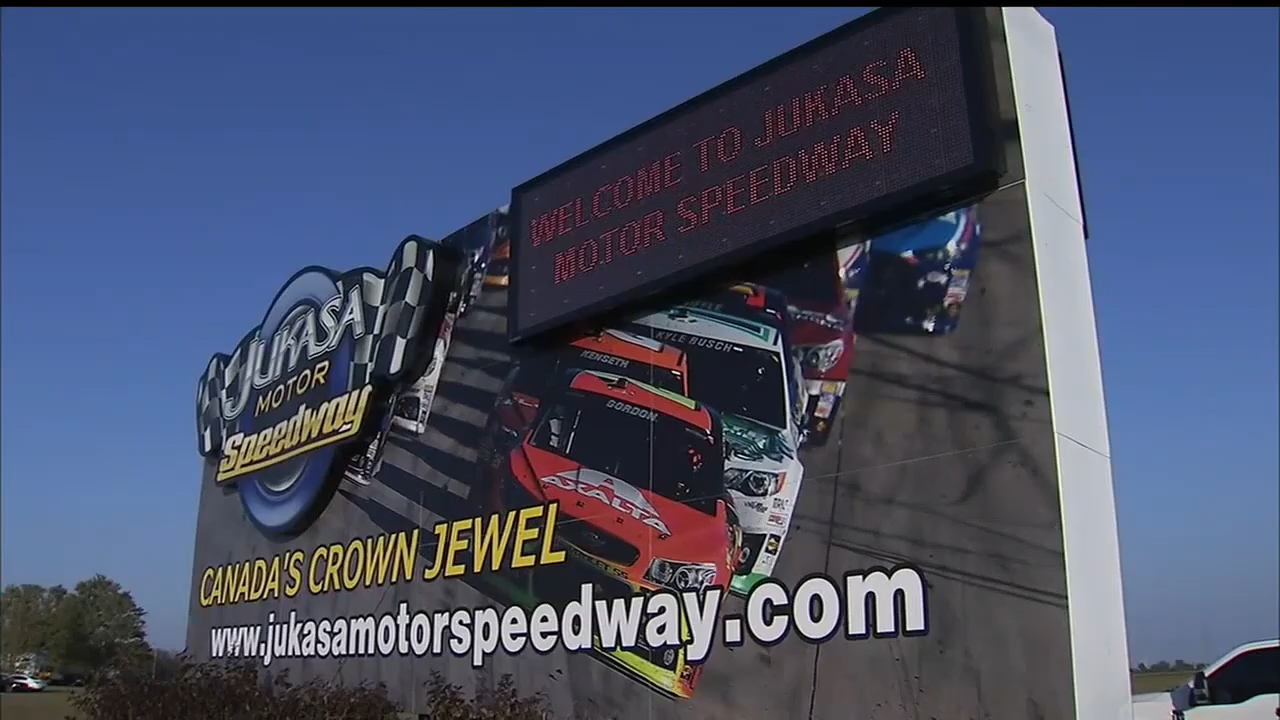 WELCOME TO JUKASA
MOTOR SPEEDWAY
JUKASA
MOTOR
Speedway
KYLE BUSCH
KENSETH
GORDON
AXALTA
CANADA'S CROWN JEWEL
www.jukasamotorspeedway.com